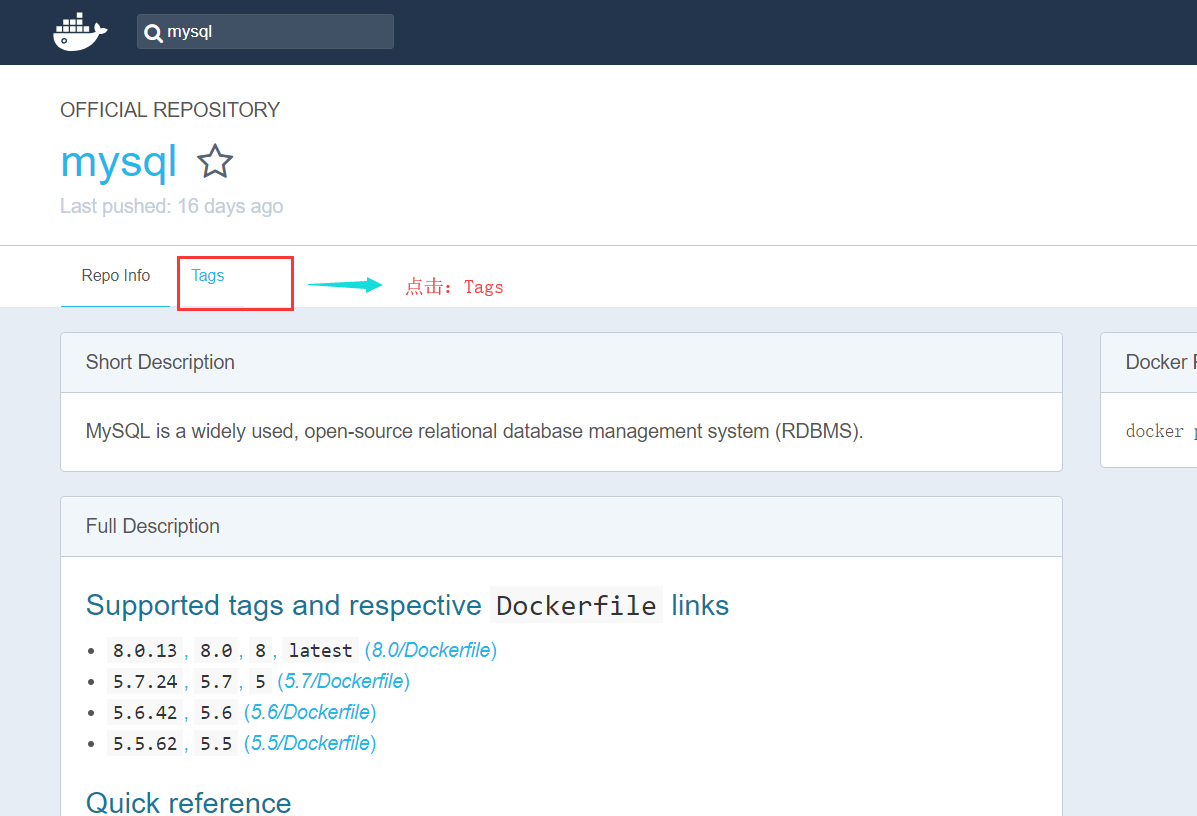 mysql
OFFICIAL REPOSITORY
mysql
Last pushed: 16 days ago
Repo Info
Tags
点击：Tags
Short Description
Docker
MySQL is a widely used, open-source relational database management system (RDBMS).
docker
Full Description
Supported tags and respective Dockerfile links
8.0.13, 8.0, 8, latest (8.0/Dockerfile)
5.7.24, 5.7, 5 (5.7/Dockerfile)
5.6.42, 5.6 (5.6/Dockerfile)
5.5.62, 5.5 (5.5/Dockerfile)
Quick reference